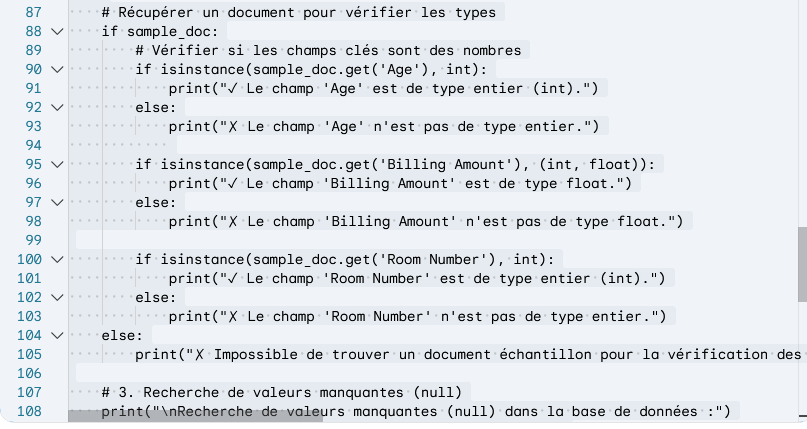 87 # Récupérer un document pour vérifier les types
88 if sample_doc:
89 # Vérifier si les champs clés sont des nombres
90 if isinstance(sample_doc.get('Age'), int):
91 print("✓ Le champ 'Age' est de type entier (int).")
92 else:
93 print("✗ Le champ 'Age' n'est pas de type entier.")
94
95 if isinstance(sample_doc.get('Billing Amount'), (int, float)):
96 print("✓ Le champ 'Billing Amount' est de type float.")
97 else:
98 print("✗ Le champ 'Billing Amount' n'est pas de type float.")
99
100 if isinstance(sample_doc.get('Room Number'), int):
101 print("✓ Le champ 'Room Number' est de type entier (int).")
102 else:
103 print("✗ Le champ 'Room Number' n'est pas de type entier.")
104 else:
105 print("✗ Impossible de trouver un document échantillon pour la vérification des
106
107 # 3. Recherche de valeurs manquantes (null)
108 print("\nRecherche de valeurs manquantes (null) dans la base de données :")